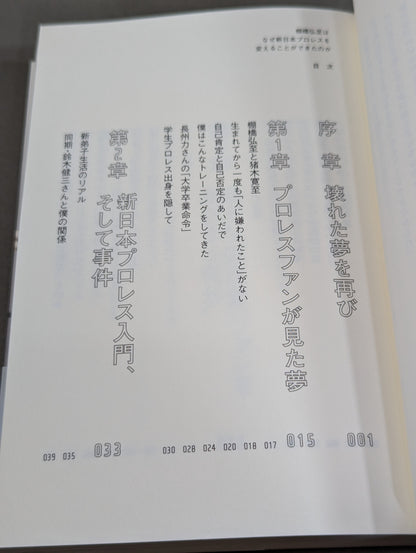 棚橋弘至は
なぜ新日本プロレスを
変えることができたのか
目次
序章 壊れた夢を再び 001
第1章 プロレスファンが見た夢 015
棚橋弘至と猪木寛至 017
生まれてから一度も「人に嫌われたこと」がない 018
自己肯定と自己否定のあいだで 020
僕はこんなトレーニングをしてきた 024
長州力さんの「大学卒業命令」 028
学生プロレス出身を隠して 030
第2章 新日本プロレス入門、
そして事件 033
新弟子生活のリアル 035
同期・鈴木健三さんと僕の関係 039